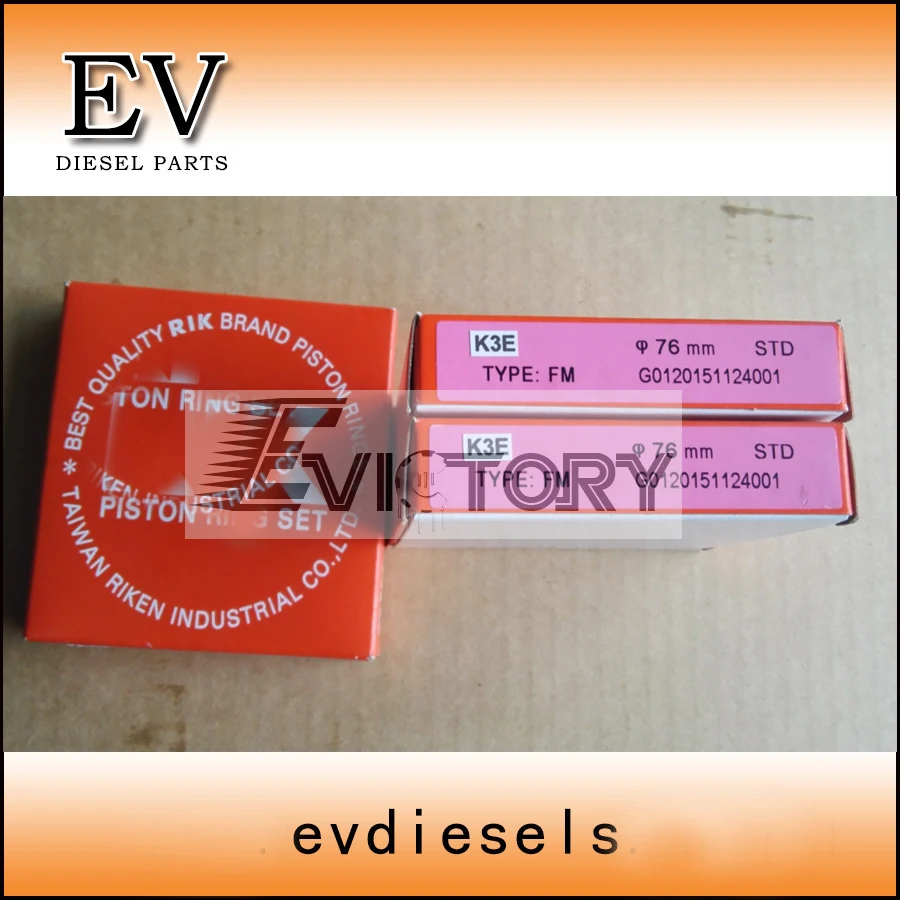 EV
DIESEL PARTS
* BEST QUALITY RIK BRAND PISTON RING
TAIWAN RIKEN INDUSTRIAL CO.,LTD
PISTON RING SET
K3E φ 76 mm STD
TYPE: FM G0120151124001
K3E φ 76 mm STD
TYPE: FM G0120151124001
EVICTORY
evdiesels